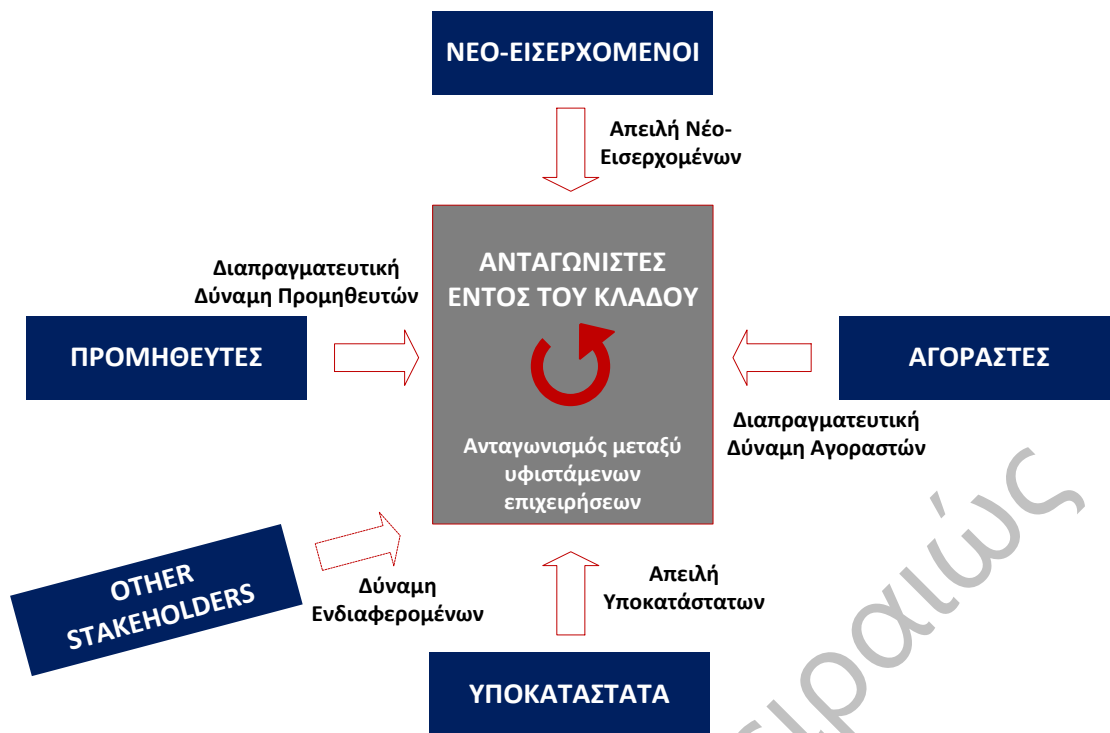 ΝΕΟ-ΕΙΣΕΡΧΟΜΕΝΟΙ
Απειλή Νέο-
Εισερχομένων
ΑΝΤΑΓΩΝΙΣΤΕΣ
ΕΝΤΟΣ ΤΟΥ ΚΛΑΔΟΥ
Διαπραγματευτική
Δύναμη Προμηθευτών
ΠΡΟΜΗΘΕΥΤΕΣ
ΑΓΟΡΑΣΤΕΣ
Διαπραγματευτική
Δύναμη Αγοραστών
Ανταγωνισμός μεταξύ
υφιστάμενων
επιχειρήσεων
OTHER
STAKEHOLDERS
Δύναμη
Ενδιαφερομένων
Απειλή
Υποκατάστατων
ΥΠΟΚΑΤΑΣΤΑΤΑ